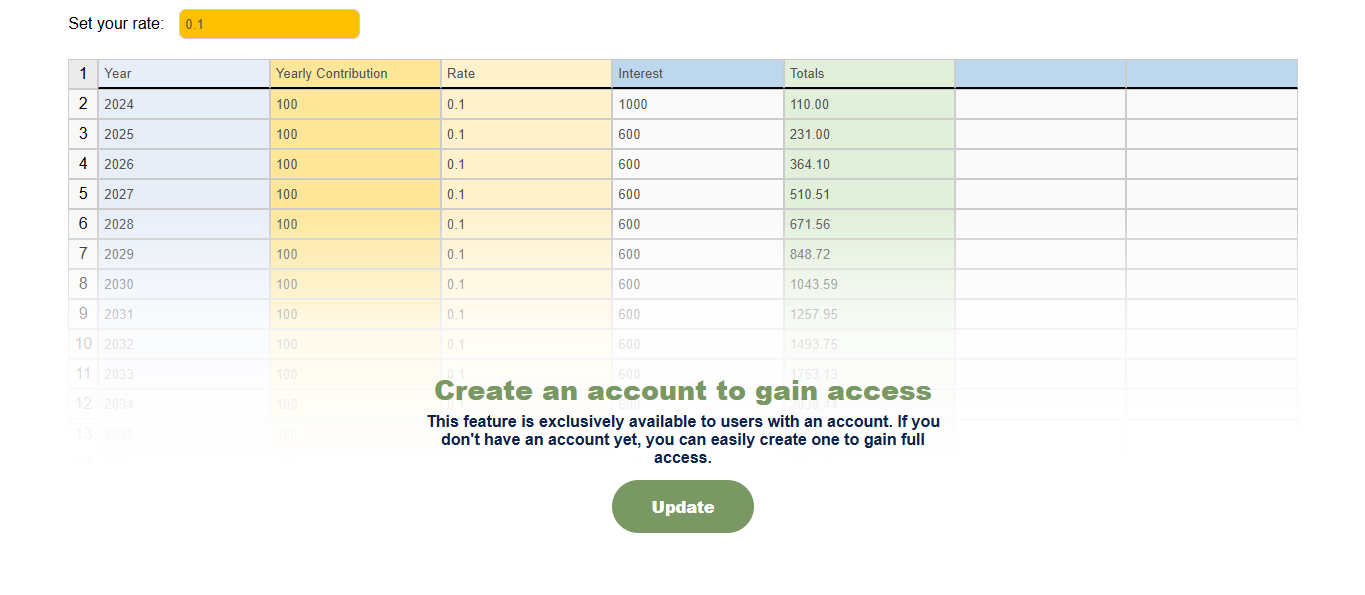 Set your rate: 0.1
1 Year Yearly Contribution Rate Interest Totals
2 2024 100 0.1 1000 110.00
3 2025 100 0.1 600 231.00
4 2026 100 0.1 600 364.10
5 2027 100 0.1 600 510.51
6 2028 100 0.1 600 671.56
7 2029 100 0.1 600 848.72
8 2030 100 0.1 600 1043.59
9 2031 100 0.1 600 1257.95
10 2032 100 0.1 600 1493.75
11 2033 100 0.1 600 1753.13
Create an account to gain access
12 2034 100 600
This feature is exclusively available to users with an account. If you
13 2035 100
don't have an account yet, you can easily create one to gain full
access.
Update